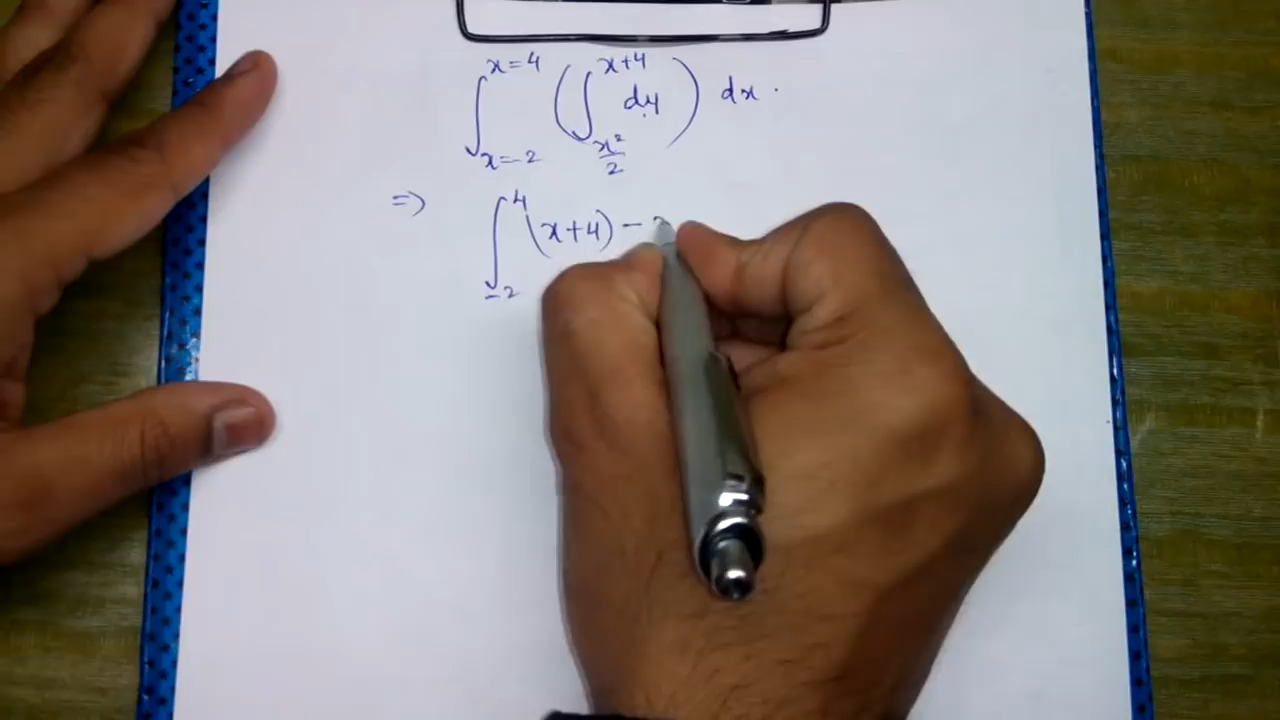 ∫_{x=-2}^{x=4} (∫_{x²/2}^{x+4} dy) dx.
⇒ ∫_{-2}^{4} (x+4) -